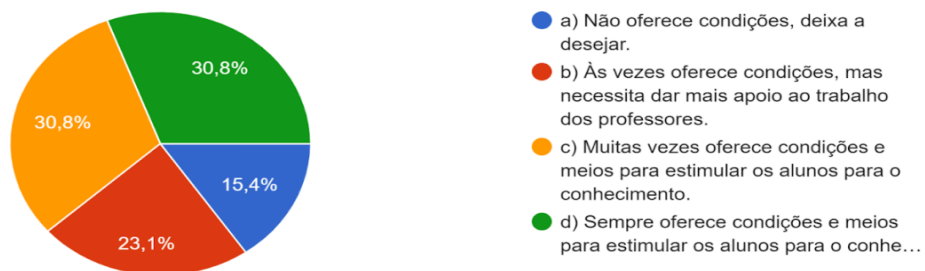 30,8%
30,8%
15,4%
23,1%
a) Não oferece condições, deixa a
desejar.
b) Às vezes oferece condições, mas
necessita dar mais apoio ao trabalho
dos professores.
c) Muitas vezes oferece condições e
meios para estimular os alunos para o
conhecimento.
d) Sempre oferece condições e meios
para estimular os alunos para o conhe…